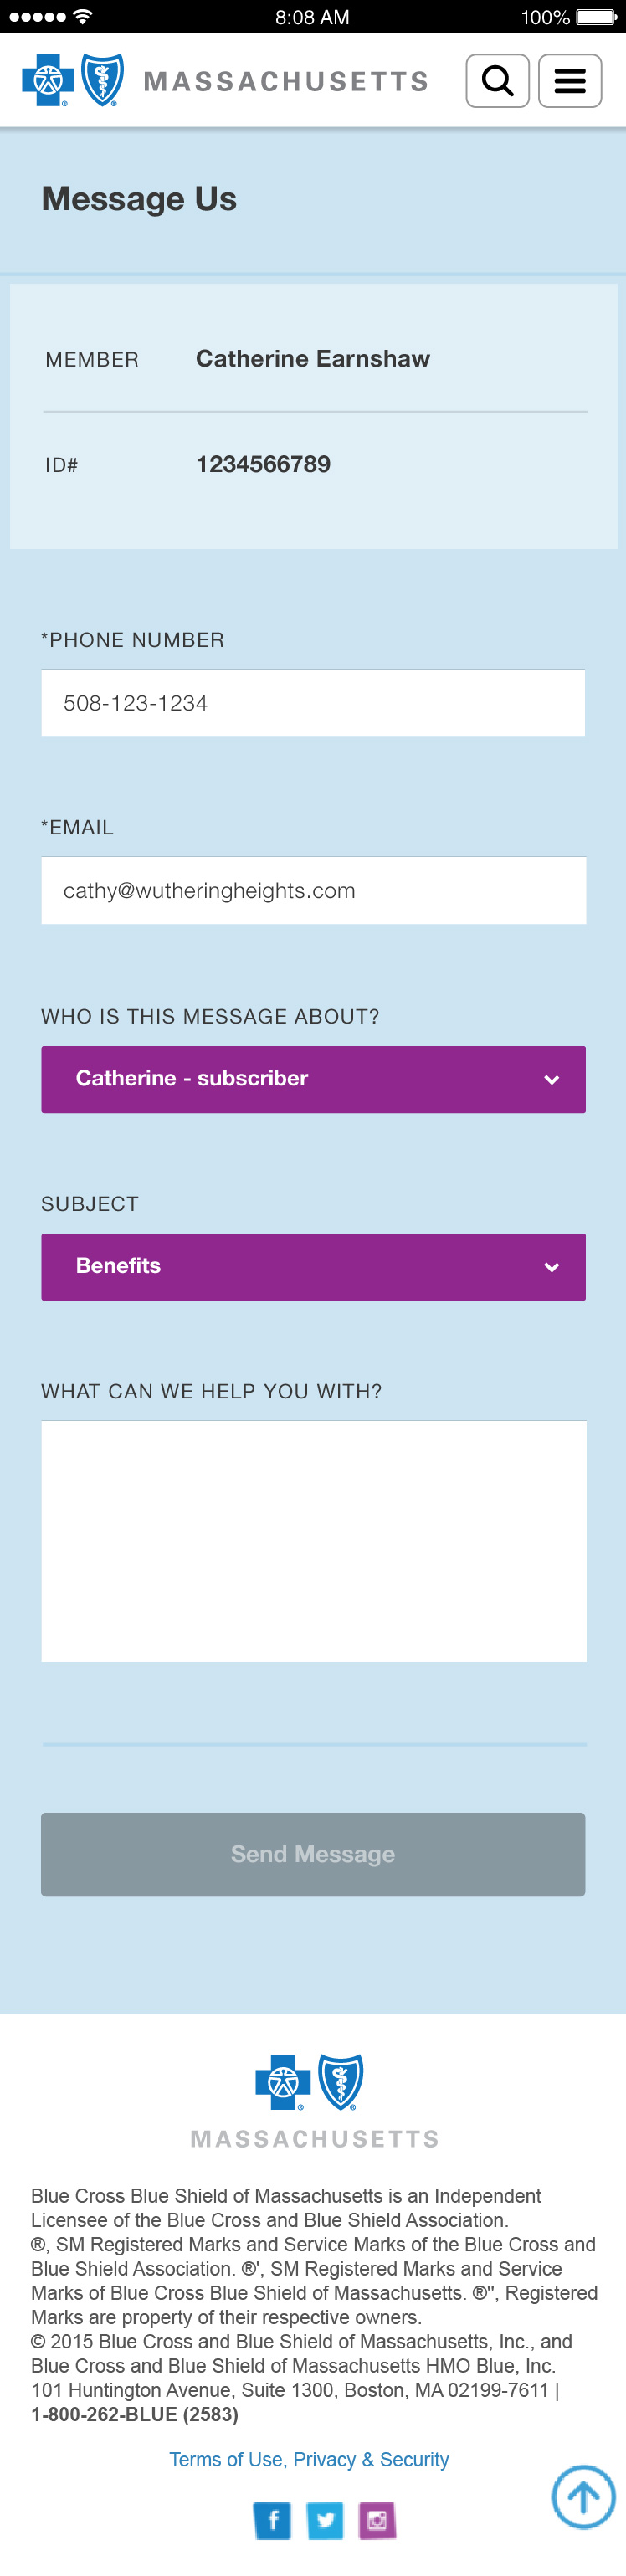 8:08 AM 100%
MASSACHUSETTS
Message Us
MEMBER Catherine Earnshaw
ID# 1234566789
*PHONE NUMBER
508-123-1234
*EMAIL
cathy@wutheringheights.com
WHO IS THIS MESSAGE ABOUT?
Catherine - subscriber
SUBJECT
Benefits
WHAT CAN WE HELP YOU WITH?
Send Message
MASSACHUSETTS
Blue Cross Blue Shield of Massachusetts is an Independent
Licensee of the Blue Cross and Blue Shield Association.
®, SM Registered Marks and Service Marks of the Blue Cross and
Blue Shield Association. ®', SM Registered Marks and Service
Marks of Blue Cross Blue Shield of Massachusetts. ®", Registered
Marks are property of their respective owners.
© 2015 Blue Cross and Blue Shield of Massachusetts, Inc., and
Blue Cross and Blue Shield of Massachusetts HMO Blue, Inc.
101 Huntington Avenue, Suite 1300, Boston, MA 02199-7611 |
1-800-262-BLUE (2583)
Terms of Use, Privacy & Security